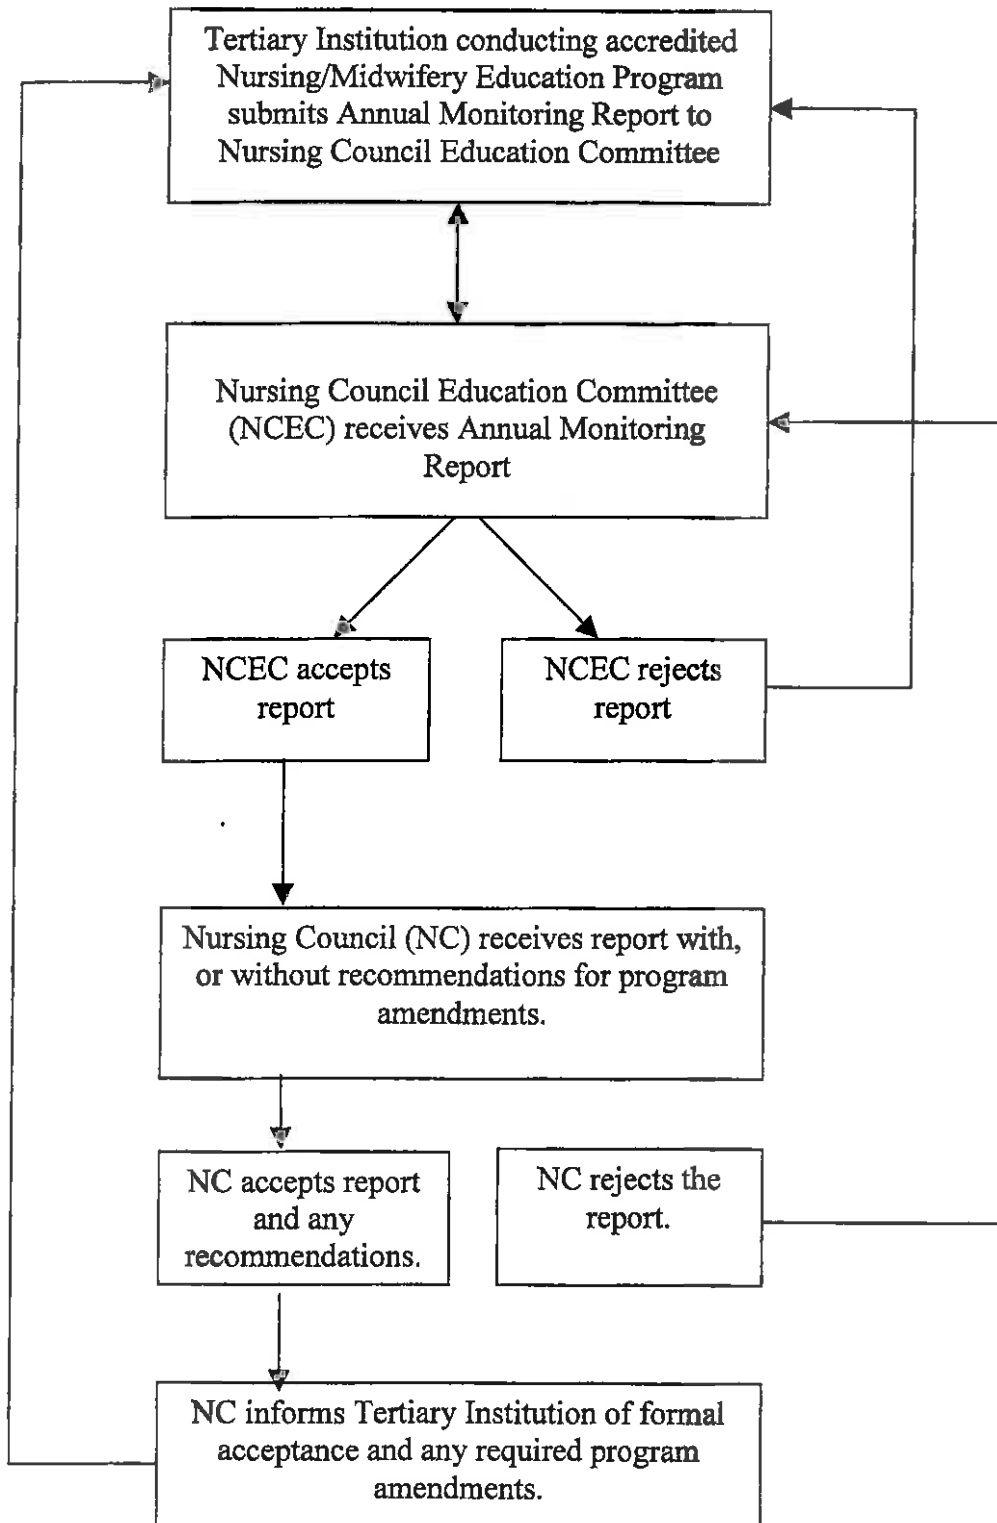 Tertiary Institution conducting accredited
Nursing/Midwifery Education Program
submits Annual Monitoring Report to
Nursing Council Education Committee
Nursing Council Education Committee
(NCEC) receives Annual Monitoring
Report
NCEC accepts
report
NCEC rejects
report
Nursing Council (NC) receives report with,
or without recommendations for program
amendments.
NC accepts report
and any
recommendations.
NC rejects the
report.
NC informs Tertiary Institution of formal
acceptance and any required program
amendments.